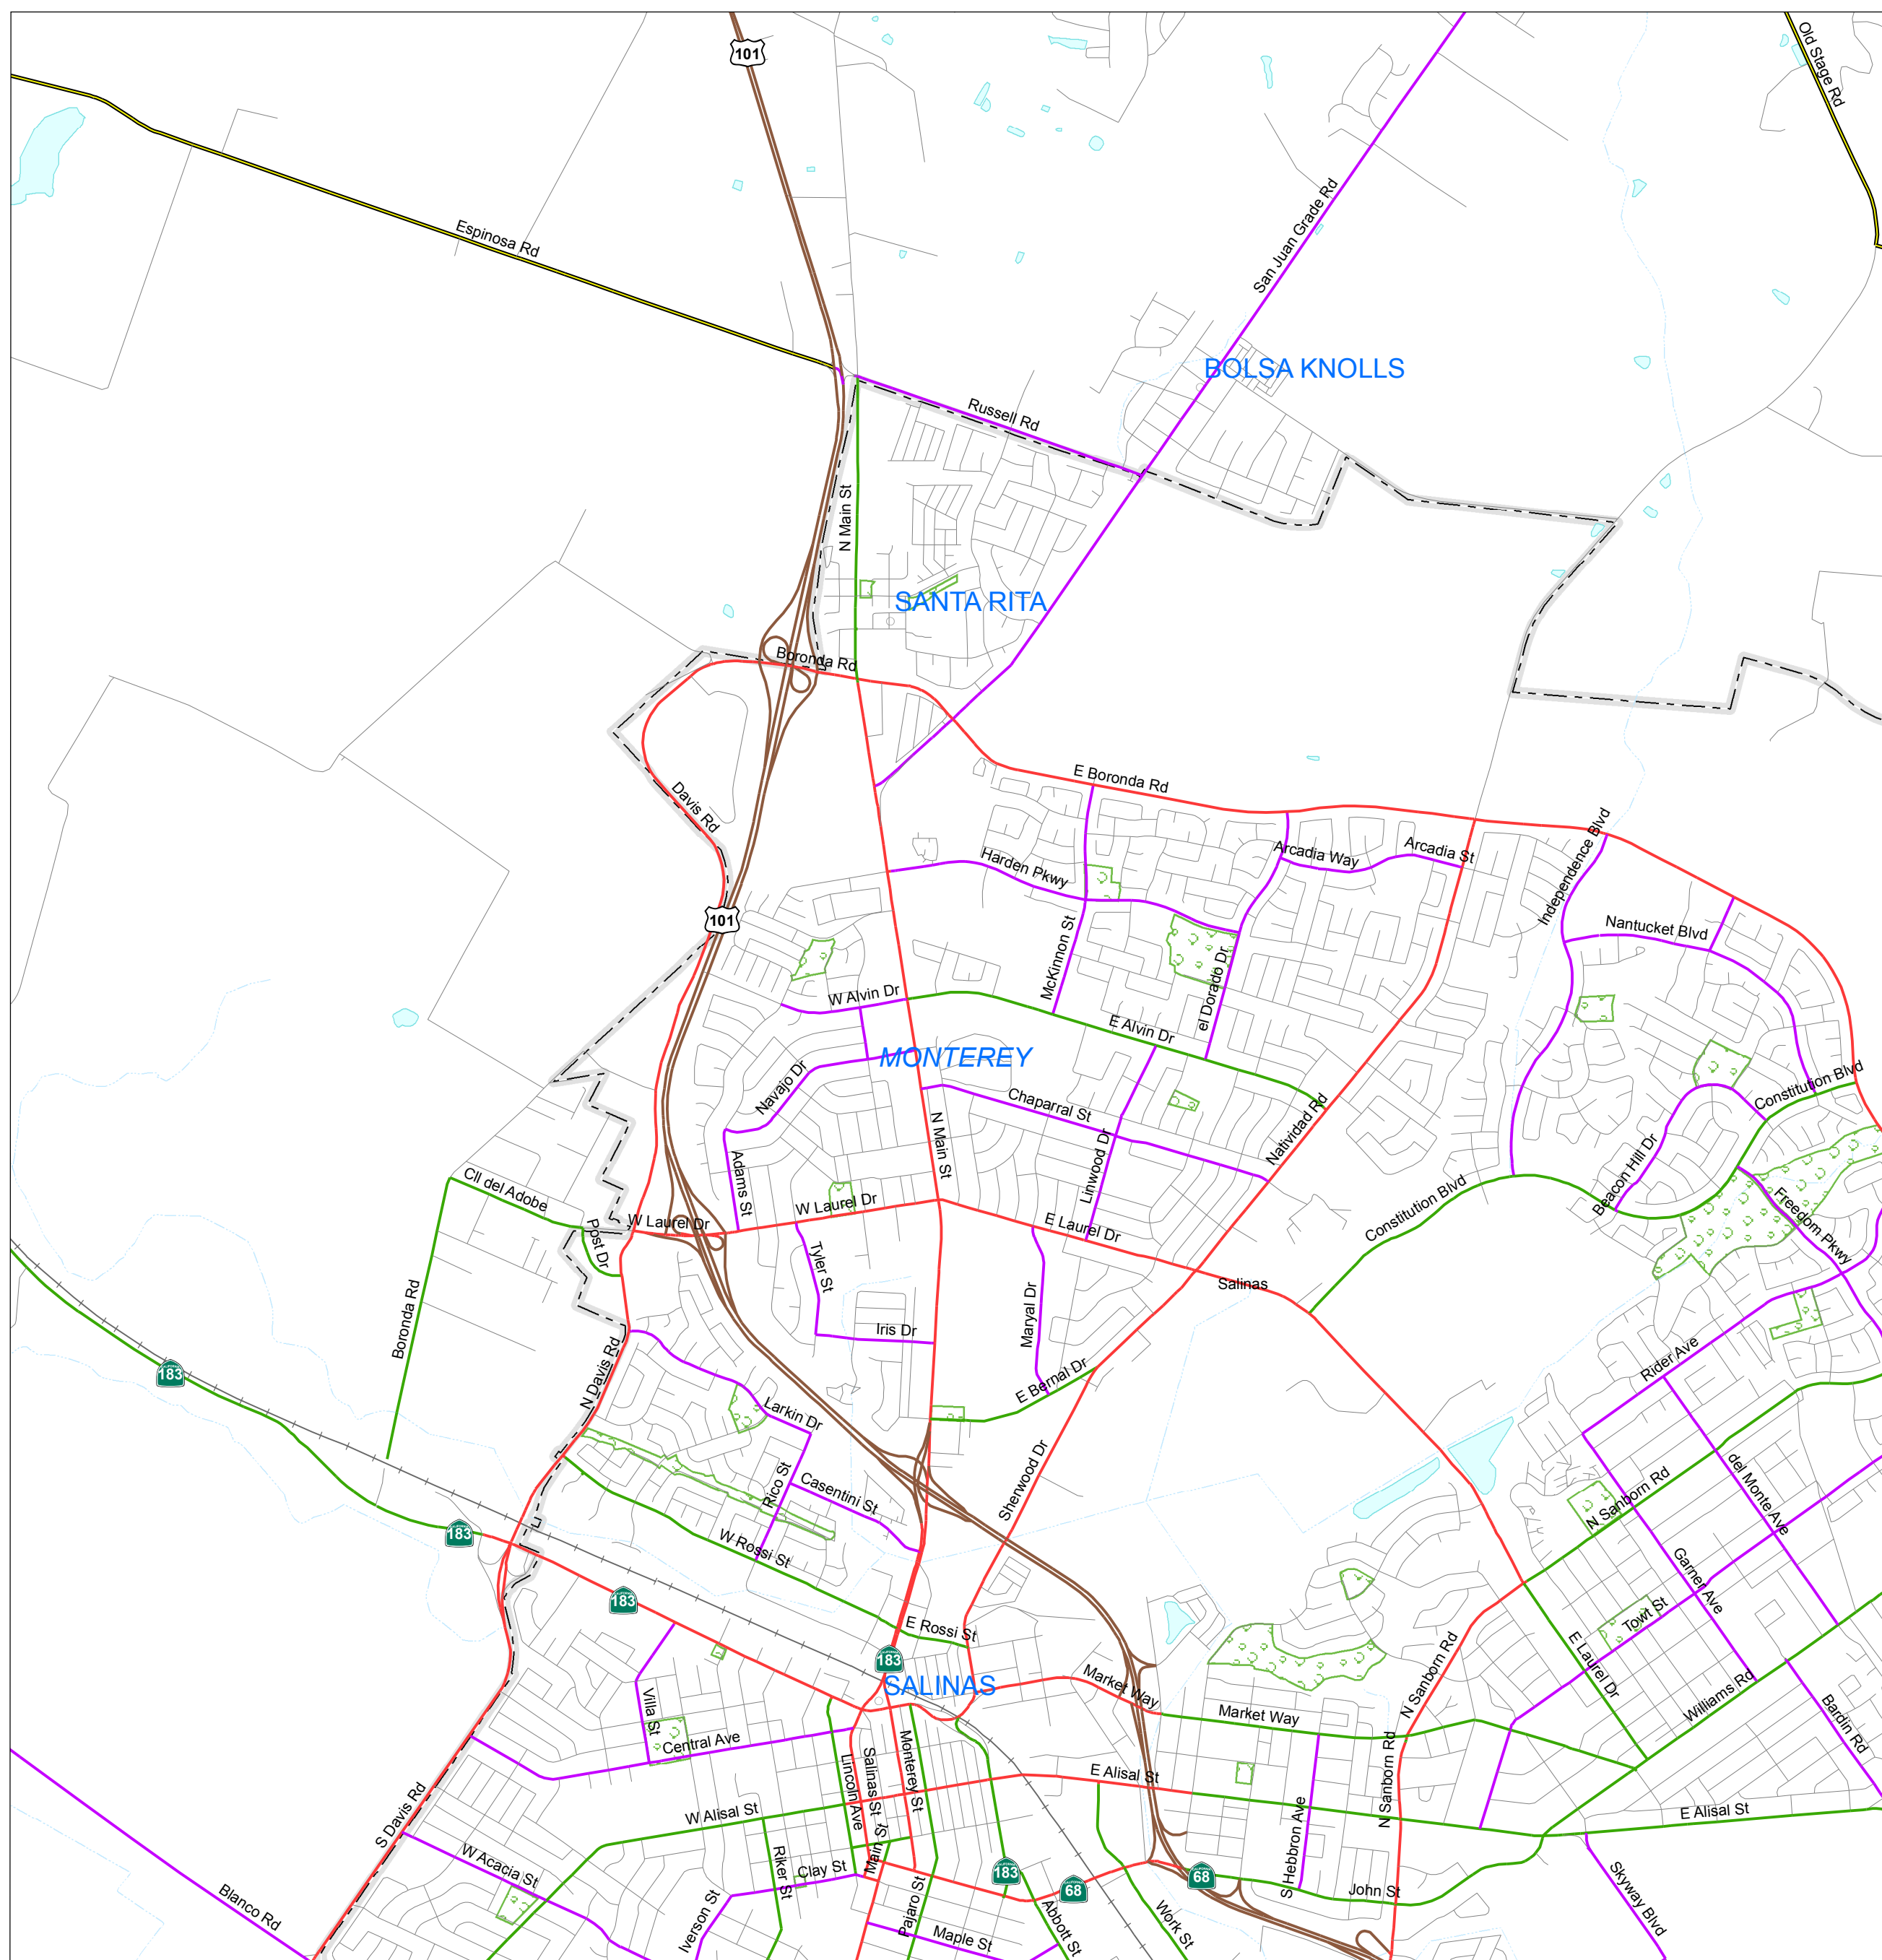 101
Old Stage Rd
Espinosa Rd
San Juan Grade Rd
BOLSA KNOLLS
Russell Rd
N Main St
SANTA RITA
Boronda Rd
E Boronda Rd
Davis Rd
Independence Blvd
Arcadia Way
Arcadia St
Harden Pkwy
101
Nantucket Blvd
McKinnon St
el Dorado Dr
W Alvin Dr
E Alvin Dr
MONTEREY
Navajo Dr
Constitution Blvd
Chaparral St
N Main St
Natividad Rd
Linwood Dr
Adams St
Beacon Hill Dr
Cll del Adobe
W Laurel Dr
Constitution Blvd
Freedom Pkwy
W Laurel Dr
E Laurel Dr
Post Dr
Tyler St
Salinas
Boronda Rd
Maryal Dr
Iris Dr
183
N Davis Rd
E Bernal Dr
Rider Ave
Larkin Dr
Rico St
Casentini St
Sherwood Dr
del Monte Ave
N Sanborn Rd
183
W Rossi St
Garner Ave
183
Towt St
E Rossi St
E Laurel Dr
183
SALINAS
N Sanborn Rd
Market Way
Williams Rd
Villa St
Market Way
Bardin Rd
Central Ave
Monterey St
Salinas St
Lincoln Ave
N Sanborn Rd
E Alisal St
S Davis Rd
W Alisal St
E Alisal St
S Hebbron Ave
Main St
W Acacia St
Riker St
Clay St
183
68
68
John St
Skyway Blvd
Blanco Rd
Iverson St
Pajaro St
Maple St
Abbott St
Work St